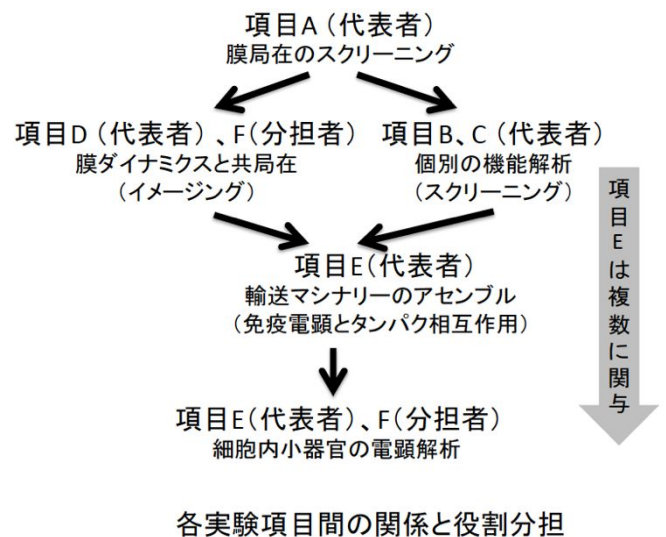 項目A（代表者）
膜局在のスクリーニング
項目D（代表者）、F（分担者）
膜ダイナミクスと共局在
（イメージング）
項目B、C（代表者）
個別の機能解析
（スクリーニング）
項目E（代表者）
輸送マシナリーのアセンブル
（免疫電顕とタンパク相互作用）
項目Eは複数に関与
項目E（代表者）、F（分担者）
細胞内小器官の電顕解析
各実験項目間の関係と役割分担